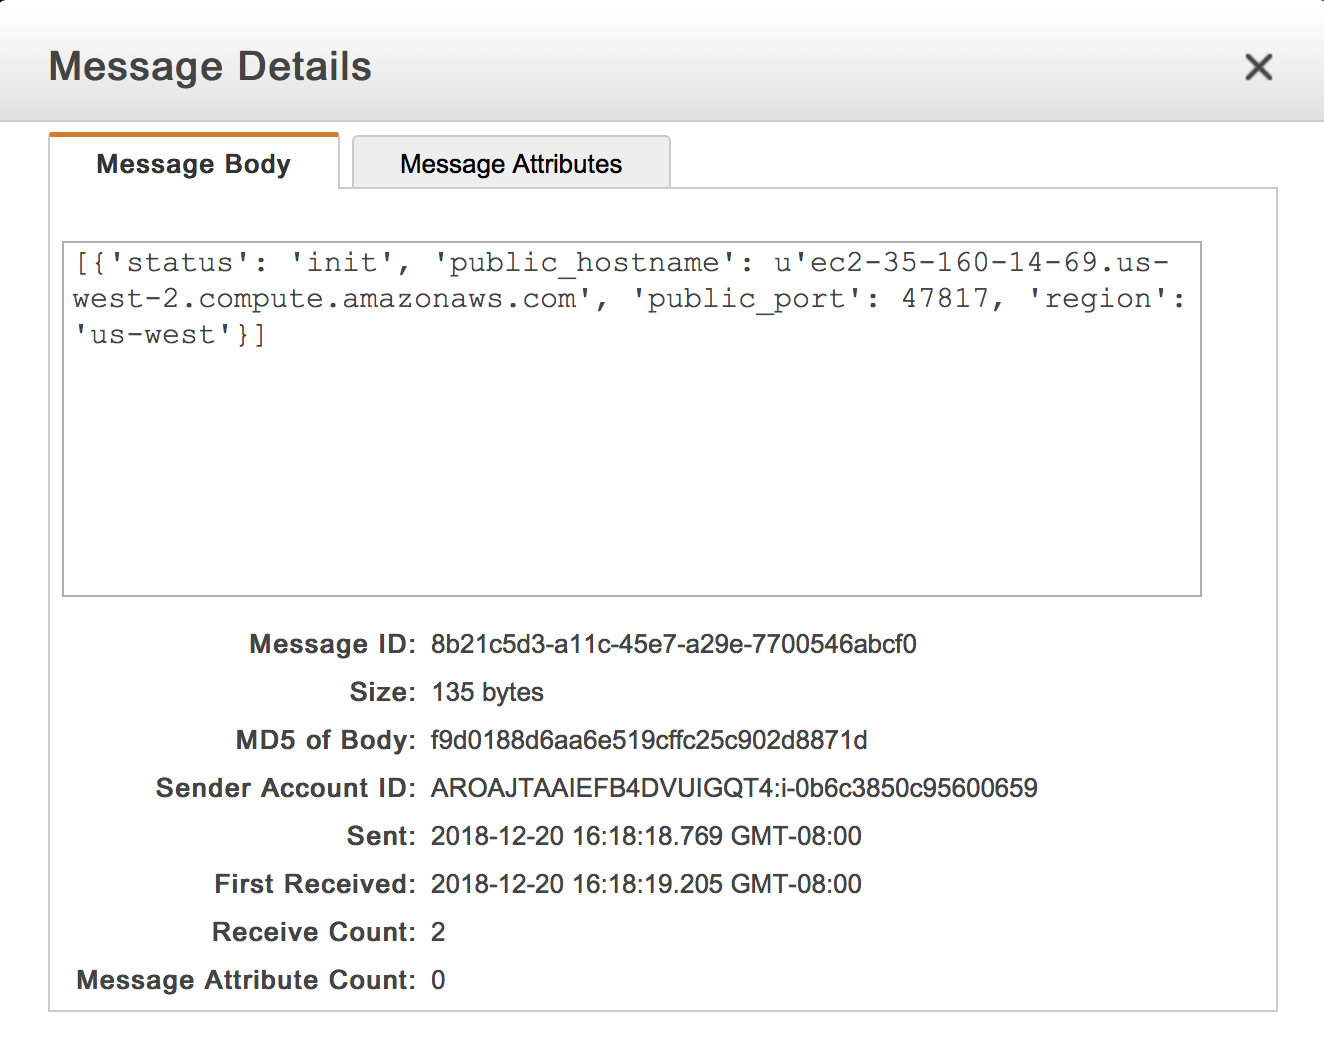 Message Details
Message Body
Message Attributes
[{'status': 'init', 'public_hostname': u'ec2-35-160-14-69.us-
west-2.compute.amazonaws.com', 'public_port': 47817, 'region':
'us-west'}]
Message ID: 8b21c5d3-a11c-45e7-a29e-7700546abcf0
Size: 135 bytes
MD5 of Body: f9d0188d6aa6e519cffc25c902d8871d
Sender Account ID: AROAJTAAIEFB4DVUIGQT4:i-0b6c3850c95600659
Sent: 2018-12-20 16:18:18.769 GMT-08:00
First Received: 2018-12-20 16:18:19.205 GMT-08:00
Receive Count: 2
Message Attribute Count: 0